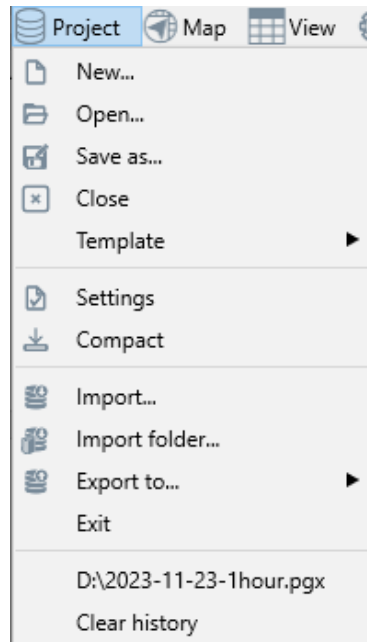 Project Map View
New...
Open...
Save as...
Close
Template
Settings
Compact
Import...
Import folder...
Export to...
Exit
D:\2023-11-23-1hour.pgx
Clear history